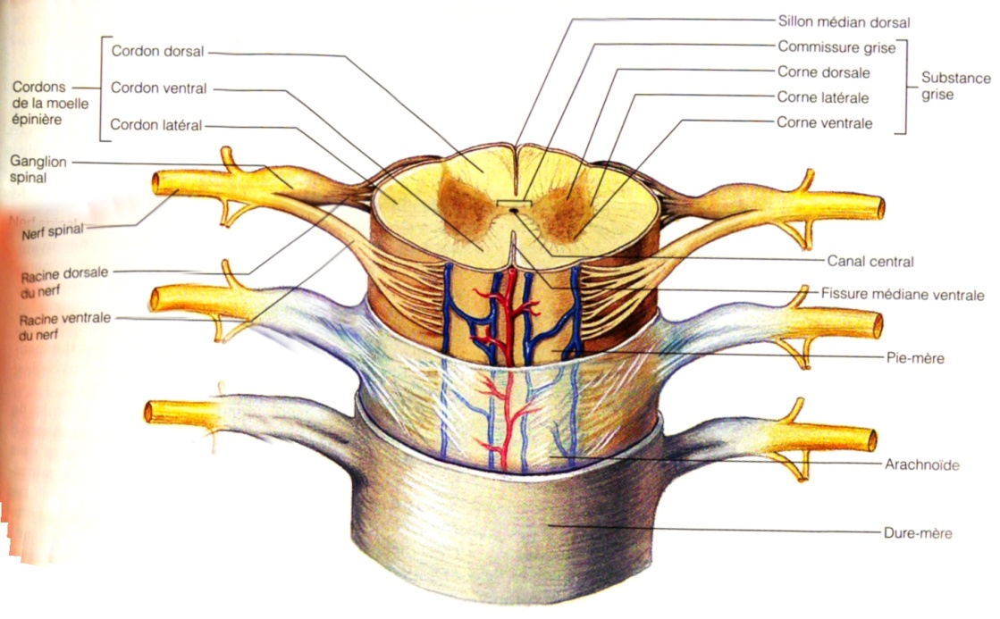 Cordons
de la moelle
épinière
Cordon dorsal
Cordon ventral
Cordon latéral
Ganglion
spinal
Nerf spinal
Racine dorsale
du nerf
Racine ventrale
du nerf
Sillon médian dorsal
Commissure grise
Corne dorsale
Corne latérale
Corne ventrale
Substance
grise
Canal central
Fissure médiane ventrale
Pie-mère
Arachnoïde
Dure-mère